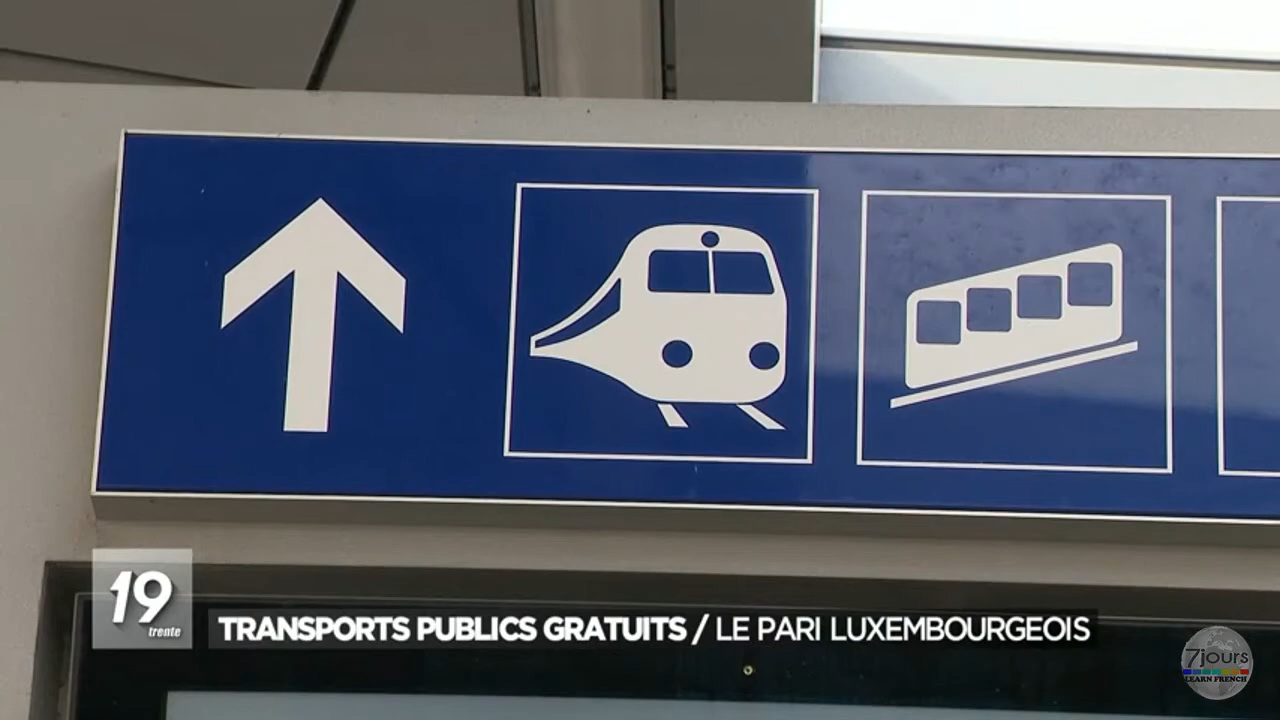 19
trente
TRANSPORTS PUBLICS GRATUITS / LE PARI LUXEMBOURGEOIS
7jours
LEARN FRENCH